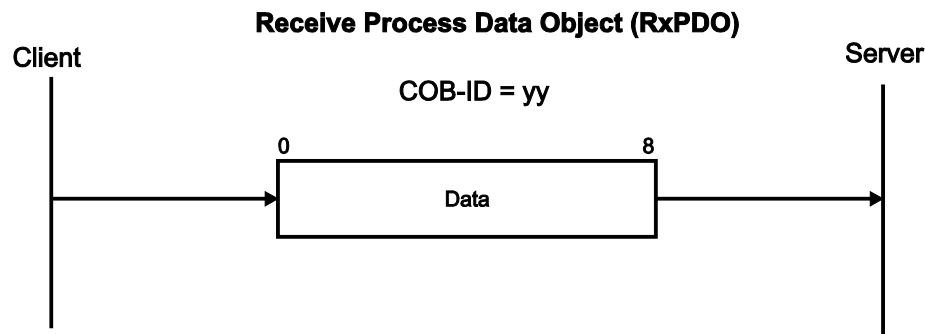 Receive Process Data Object (RxPDO)
Client
Server
COB-ID = yy
0 8
Data